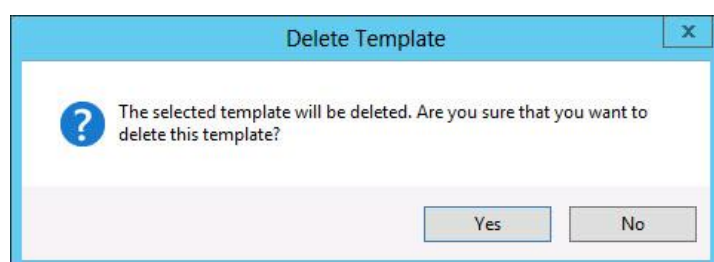 Delete Template
x
The selected template will be deleted. Are you sure that you want to
delete this template?
Yes
No